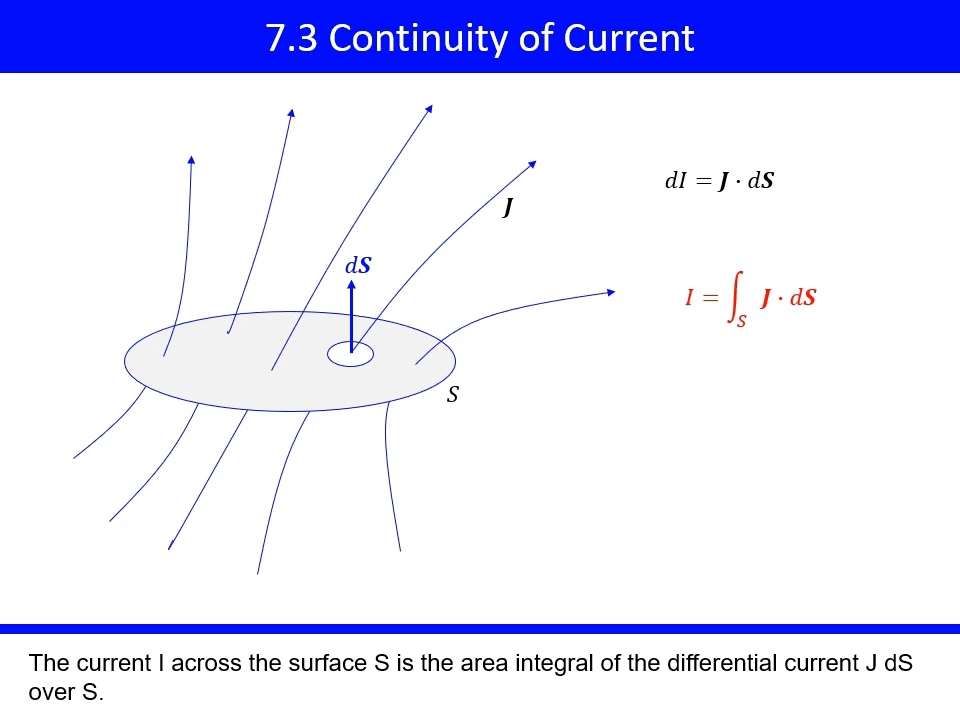 7.3 Continuity of Current
dI = J · dS
J
dS
I = ∫_S J · dS
S
The current I across the surface S is the area integral of the differential current J dS
over S.